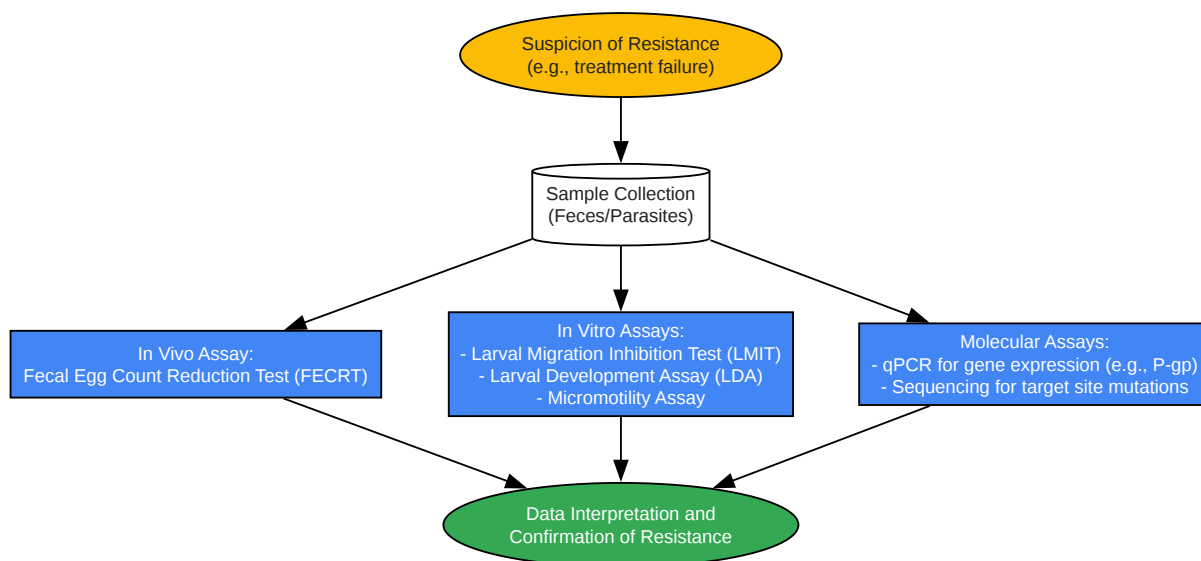 Suspicion of Resistance
(e.g., treatment failure)
Sample Collection
(Feces/Parasites)
In Vivo Assay:
Fecal Egg Count Reduction Test (FECRT)
In Vitro Assays:
- Larval Migration Inhibition Test (LMIT)
- Larval Development Assay (LDA)
- Micromotility Assay
Molecular Assays:
- qPCR for gene expression (e.g., P-gp)
- Sequencing for target site mutations
Data Interpretation and
Confirmation of Resistance